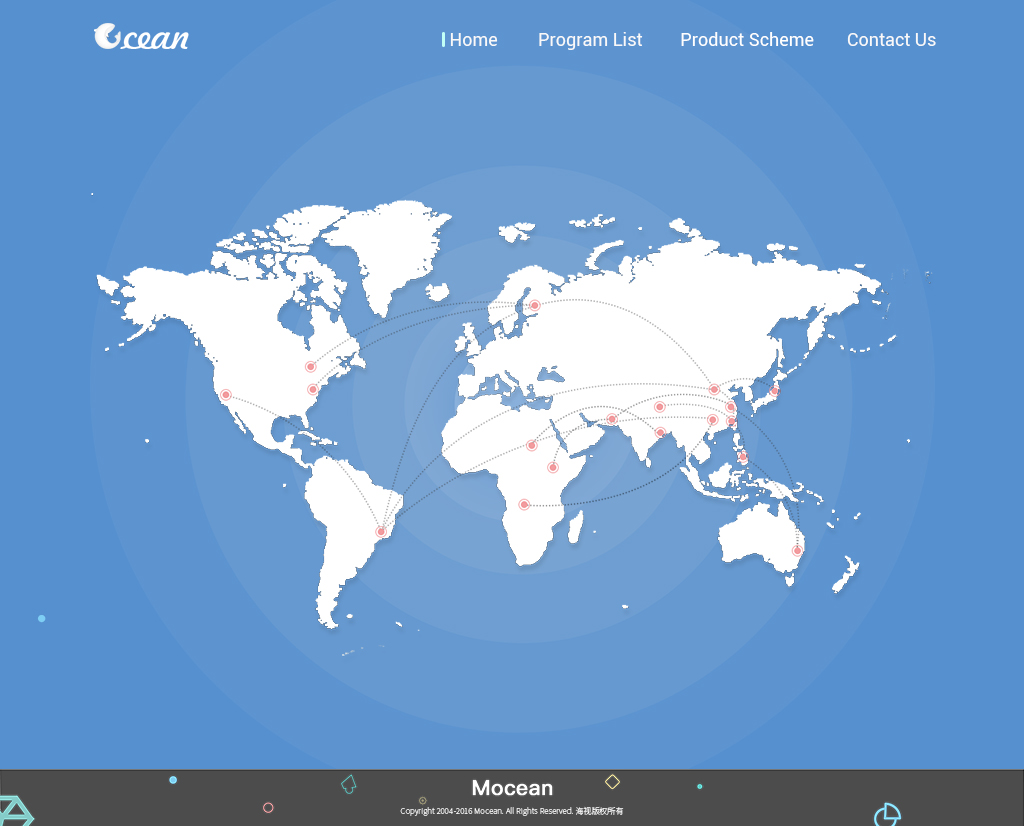 Ocean
Home Program List Product Scheme Contact Us
Mocean
Copyright 2004-2016 Mocean. All Rights Reserved. 海视版权所有